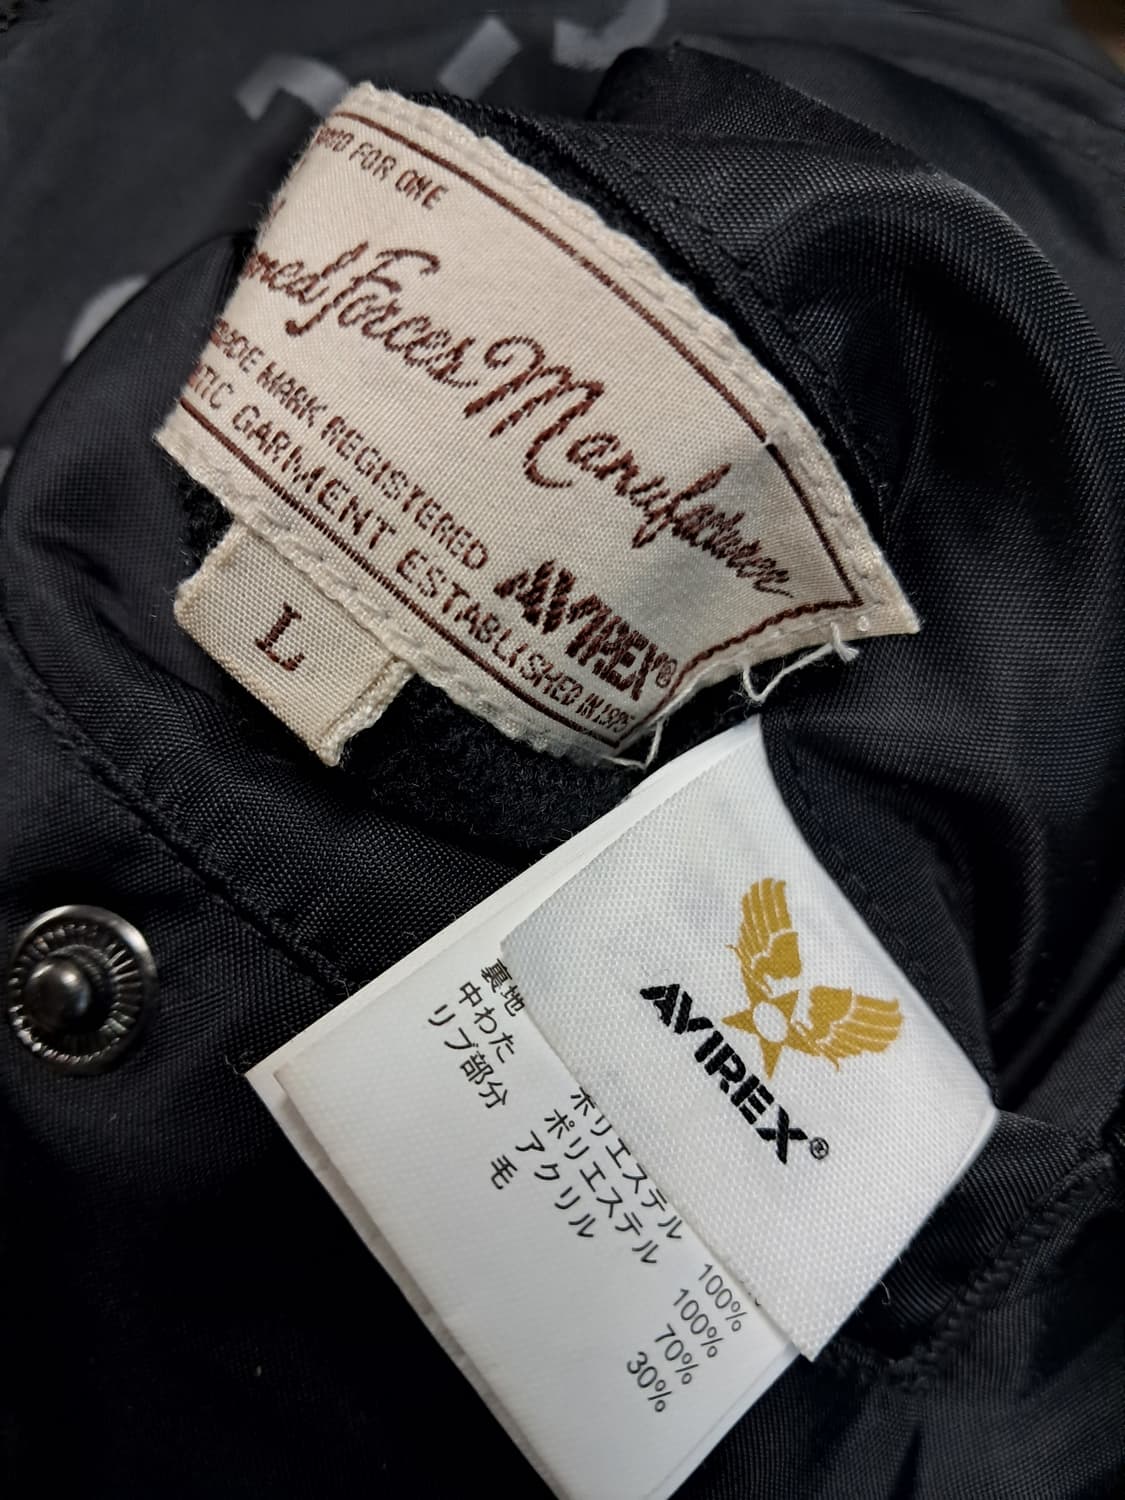 FOR ONE
Forces Manufacturer
MARK REGISTERED AVIREX®
GARMENT ESTABLISHED IN 1975
L
AVIREX®
裏地 ポリエステル 100%
中わた ポリエステル 100%
リブ部分 アクリル 70%
毛 30%